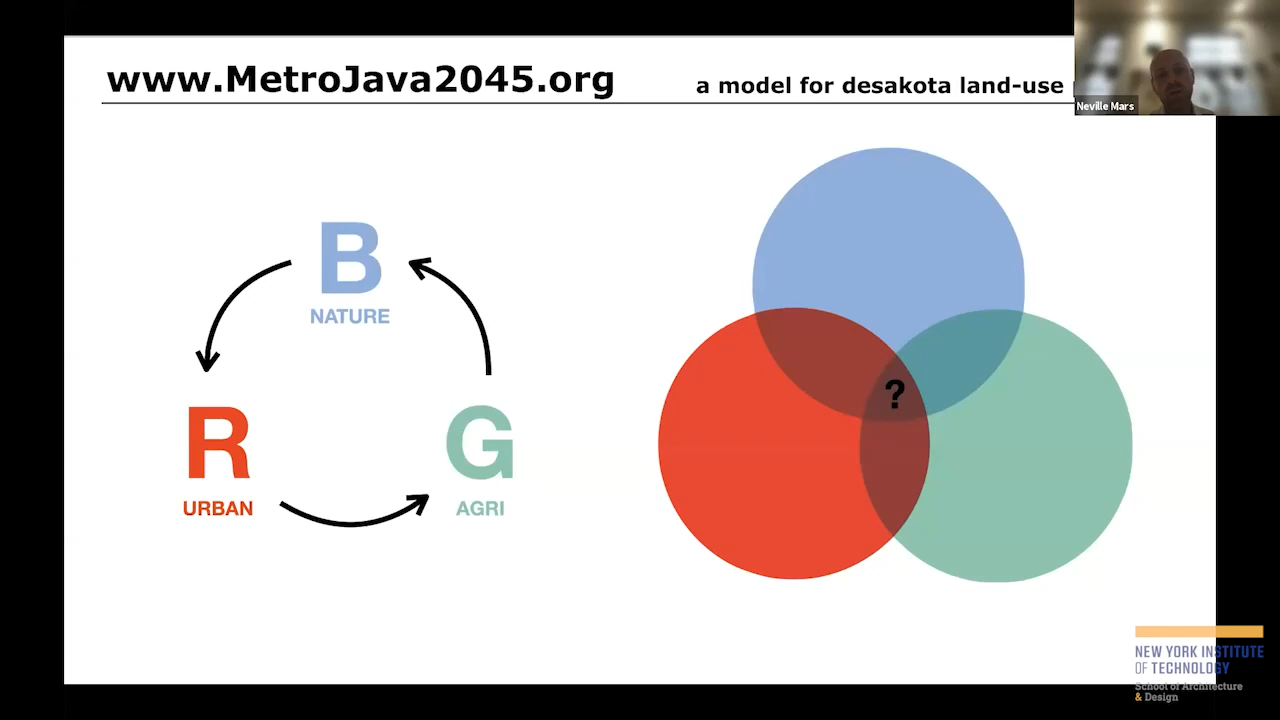 www.MetroJava2045.org
a model for desakota land-use
Neville Mars
B
NATURE
R
URBAN
G
AGRI
?
NEW YORK INSTITUTE
OF TECHNOLOGY
School of Architecture
& Design